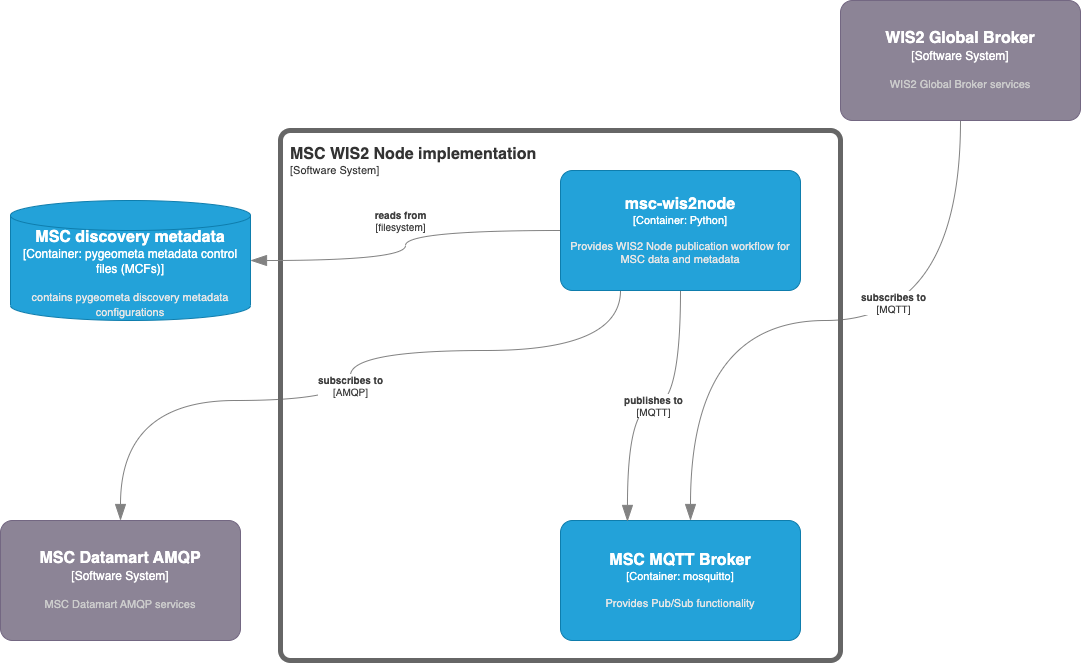 WIS2 Global Broker
[Software System]
WIS2 Global Broker services
MSC WIS2 Node implementation
[Software System]
msc-wis2node
[Container: Python]
Provides WIS2 Node publication workflow for
MSC data and metadata
reads from
[filesystem]
MSC discovery metadata
[Container: pygeometa metadata control
files (MCFs)]
contains pygeometa discovery metadata
configurations
subscribes to
[MQTT]
subscribes to
[AMQP]
publishes to
[MQTT]
MSC Datamart AMQP
[Software System]
MSC Datamart AMQP services
MSC MQTT Broker
[Container: mosquitto]
Provides Pub/Sub functionality